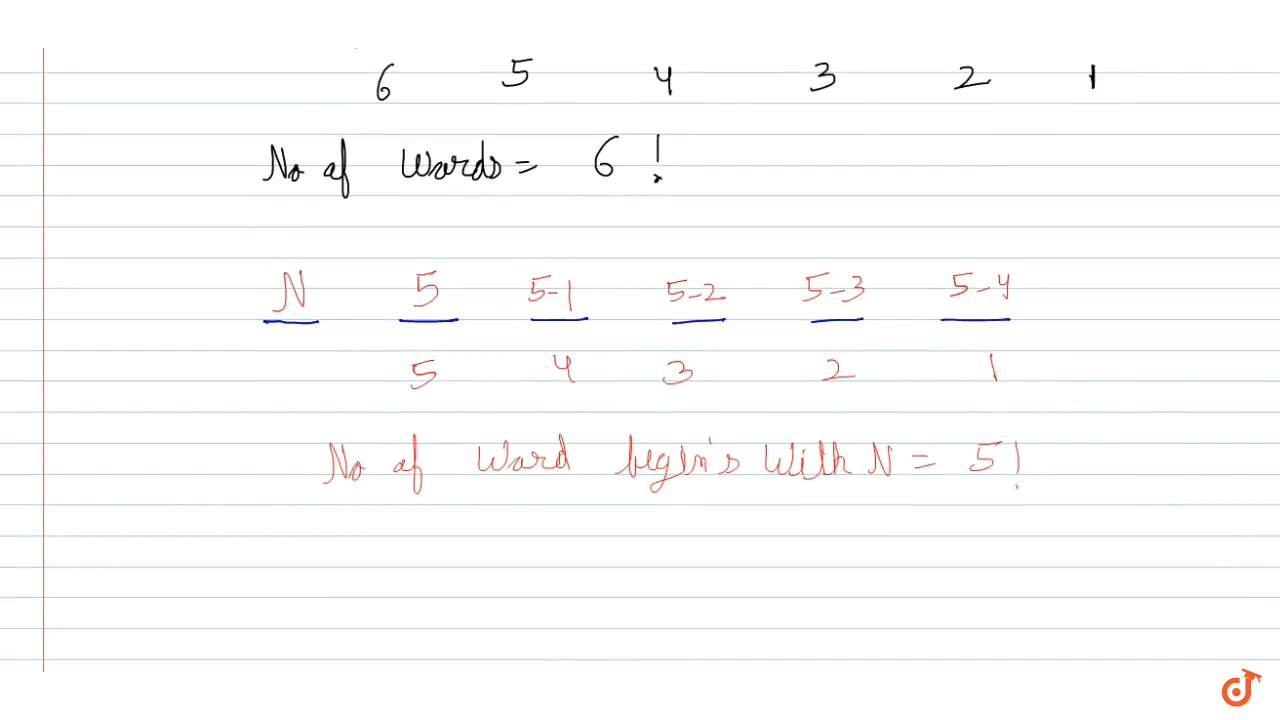 6 5 4 3 2 1
No of Words = 6!
N 5 5-1 5-2 5-3 5-4
5 4 3 2 1
No of Word begin's With N = 5!